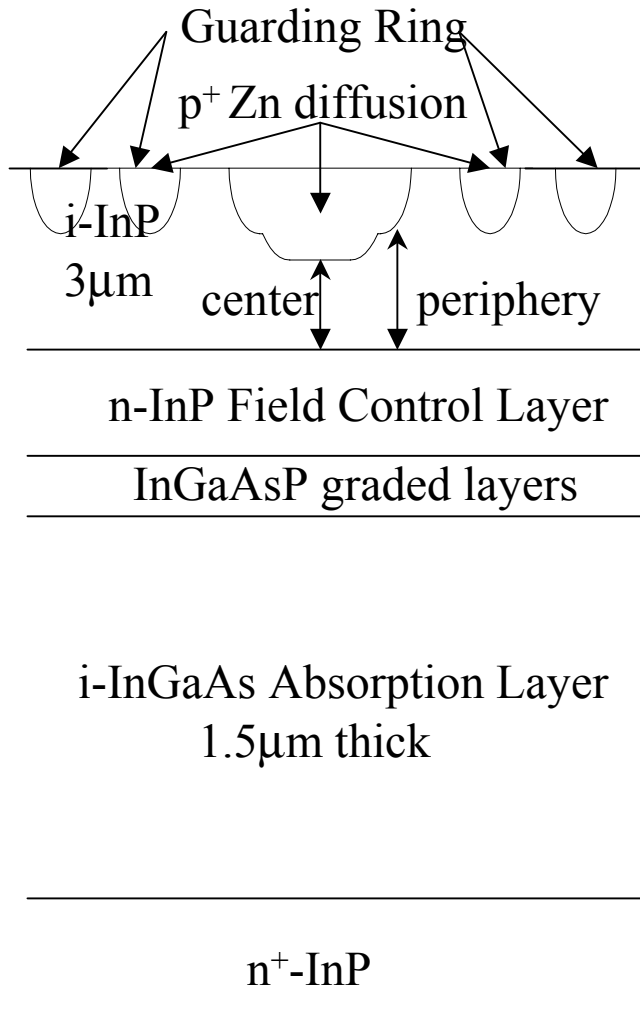 Guarding Ring
p⁺ Zn diffusion
i-InP
3μm
center
periphery
n-InP Field Control Layer
InGaAsP graded layers
i-InGaAs Absorption Layer
1.5μm thick
n⁺-InP